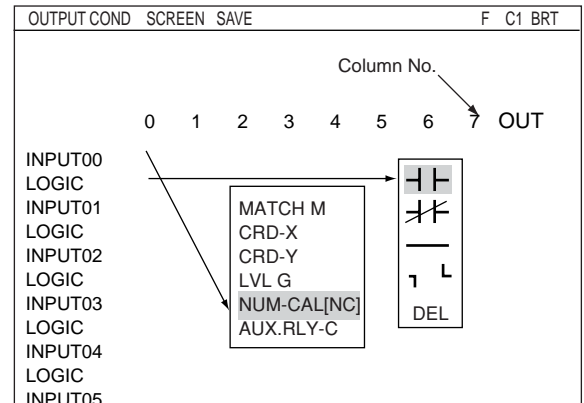 OUTPUT COND SCREEN SAVE F C1 BRT
Column No.
0 1 2 3 4 5 6 7 OUT
INPUT00
LOGIC
INPUT01
LOGIC
INPUT02
LOGIC
INPUT03
LOGIC
INPUT04
LOGIC
INPUT05
MATCH M
CRD-X
CRD-Y
LVL G
NUM-CAL[NC]
AUX.RLY-C
DEL